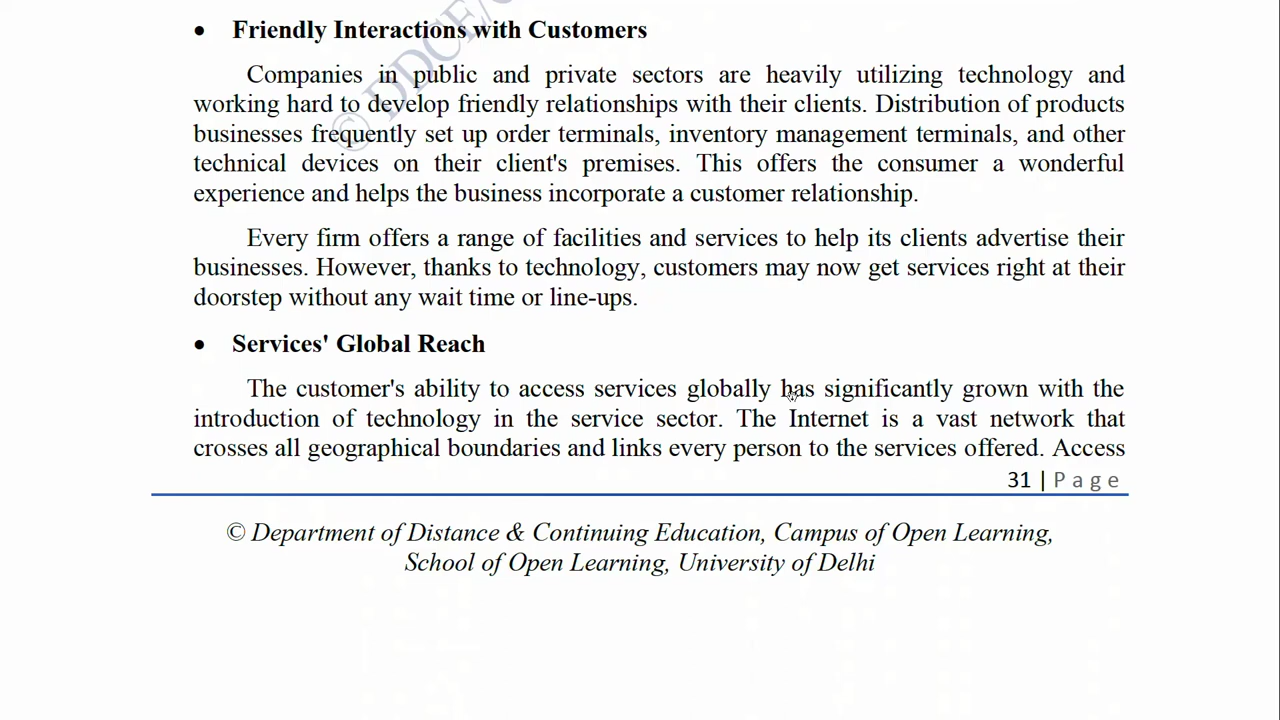 • Friendly Interactions with Customers
Companies in public and private sectors are heavily utilizing technology and
working hard to develop friendly relationships with their clients. Distribution of products
businesses frequently set up order terminals, inventory management terminals, and other
technical devices on their client's premises. This offers the consumer a wonderful
experience and helps the business incorporate a customer relationship.
Every firm offers a range of facilities and services to help its clients advertise their
businesses. However, thanks to technology, customers may now get services right at their
doorstep without any wait time or line-ups.
• Services' Global Reach
The customer's ability to access services globally has significantly grown with the
introduction of technology in the service sector. The Internet is a vast network that
crosses all geographical boundaries and links every person to the services offered. Access
31 | Page
© Department of Distance & Continuing Education, Campus of Open Learning,
School of Open Learning, University of Delhi
© DDCE/